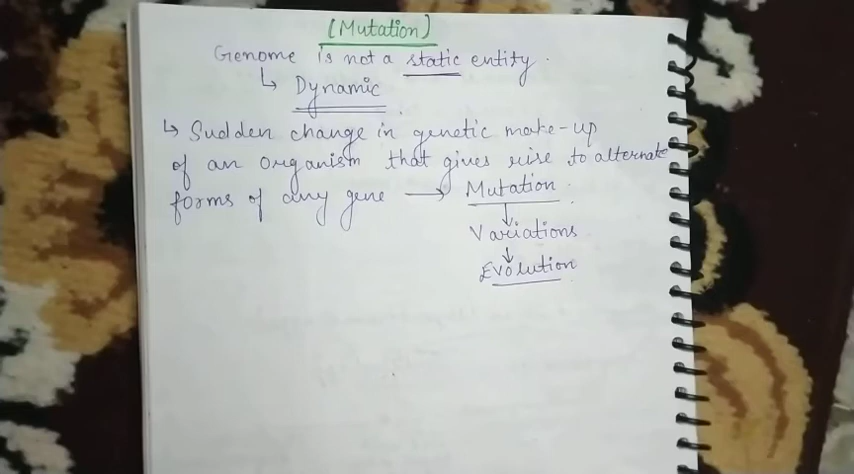 [Mutation]
Genome is not a static entity.
↳ Dynamic.
↳ Sudden change in genetic make-up
of an organism that gives rise to alternate
forms of any gene → Mutation.
↓
Variations
↓
Evolution